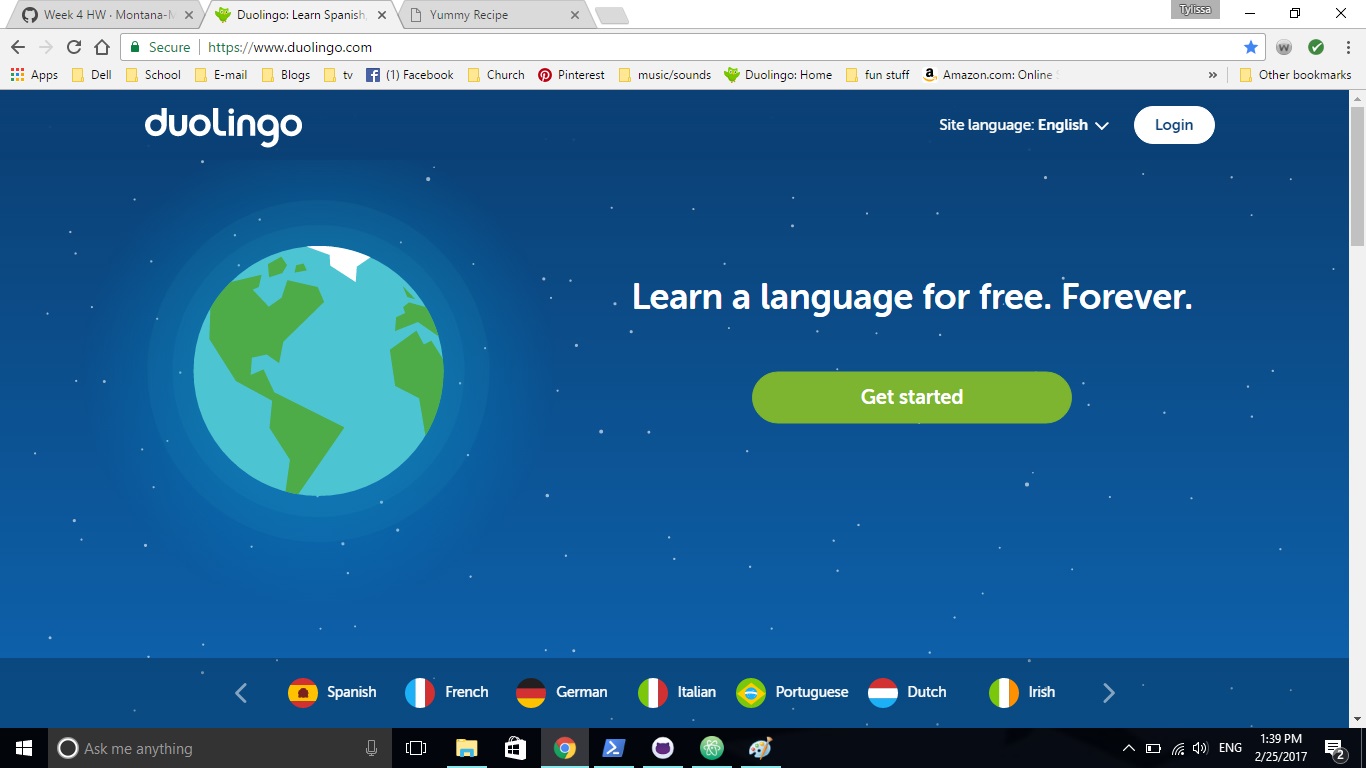 Week 4 HW · Montana-M
Duolingo: Learn Spanish,
Yummy Recipe
Tylissa
Secure
https://www.duolingo.com
Apps
Dell
School
E-mail
Blogs
tv
(1) Facebook
Church
Pinterest
music/sounds
Duolingo: Home
fun stuff
Amazon.com: Online
»
Other bookmarks
duolingo
Site language: English
Login
Learn a language for free. Forever.
Get started
Spanish
French
German
Italian
Portuguese
Dutch
Irish
Ask me anything
ENG
1:39 PM
2/25/2017
2